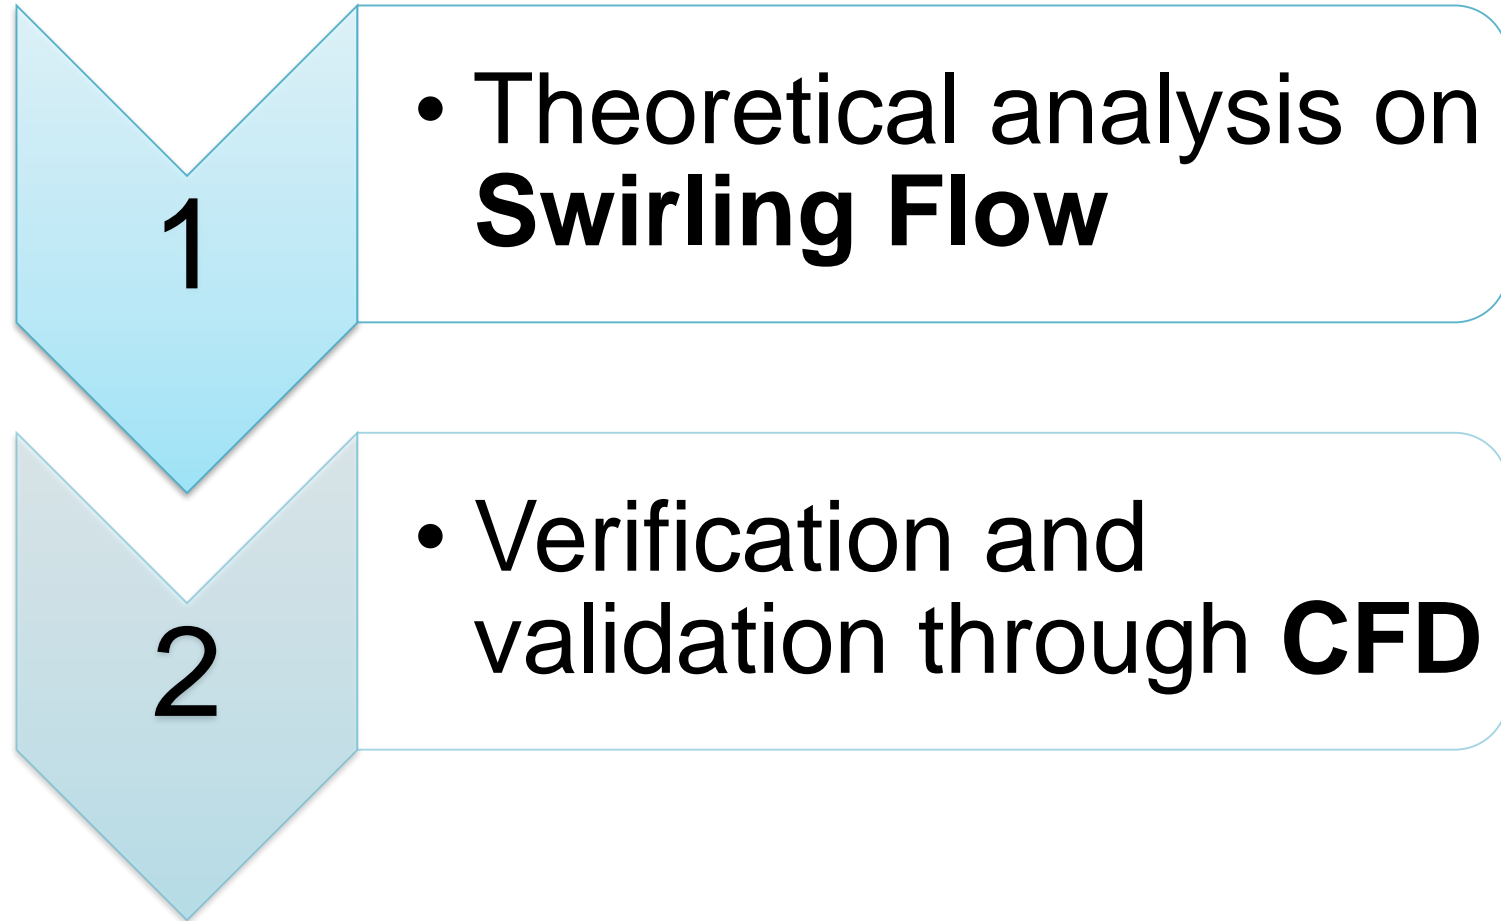 1
• Theoretical analysis on
Swirling Flow
2
• Verification and
validation through CFD